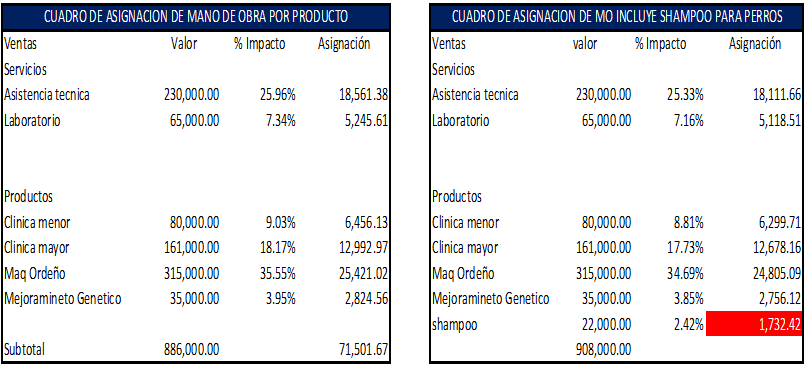 CUADRO DE ASIGNACION DE MANO DE OBRA POR PRODUCTO
Ventas Valor % Impacto Asignación
Servicios
Asistencia tecnica 230,000.00 25.96% 18,561.38
Laboratorio 65,000.00 7.34% 5,245.61
Productos
Clinica menor 80,000.00 9.03% 6,456.13
Clinica mayor 161,000.00 18.17% 12,992.97
Maq Ordeño 315,000.00 35.55% 25,421.02
Mejoramineto Genetico 35,000.00 3.95% 2,824.56
Subtotal 886,000.00 71,501.67
CUADRO DE ASIGNACION DE MO INCLUYE SHAMPOO PARA PERROS
Ventas valor % Impacto Asignación
Servicios
Asistencia tecnica 230,000.00 25.33% 18,111.66
Laboratorio 65,000.00 7.16% 5,118.51
Productos
Clinica menor 80,000.00 8.81% 6,299.71
Clinica mayor 161,000.00 17.73% 12,678.16
Maq Ordeño 315,000.00 34.69% 24,805.09
Mejoramineto Genetico 35,000.00 3.85% 2,756.12
shampoo 22,000.00 2.42% 1,732.42
908,000.00